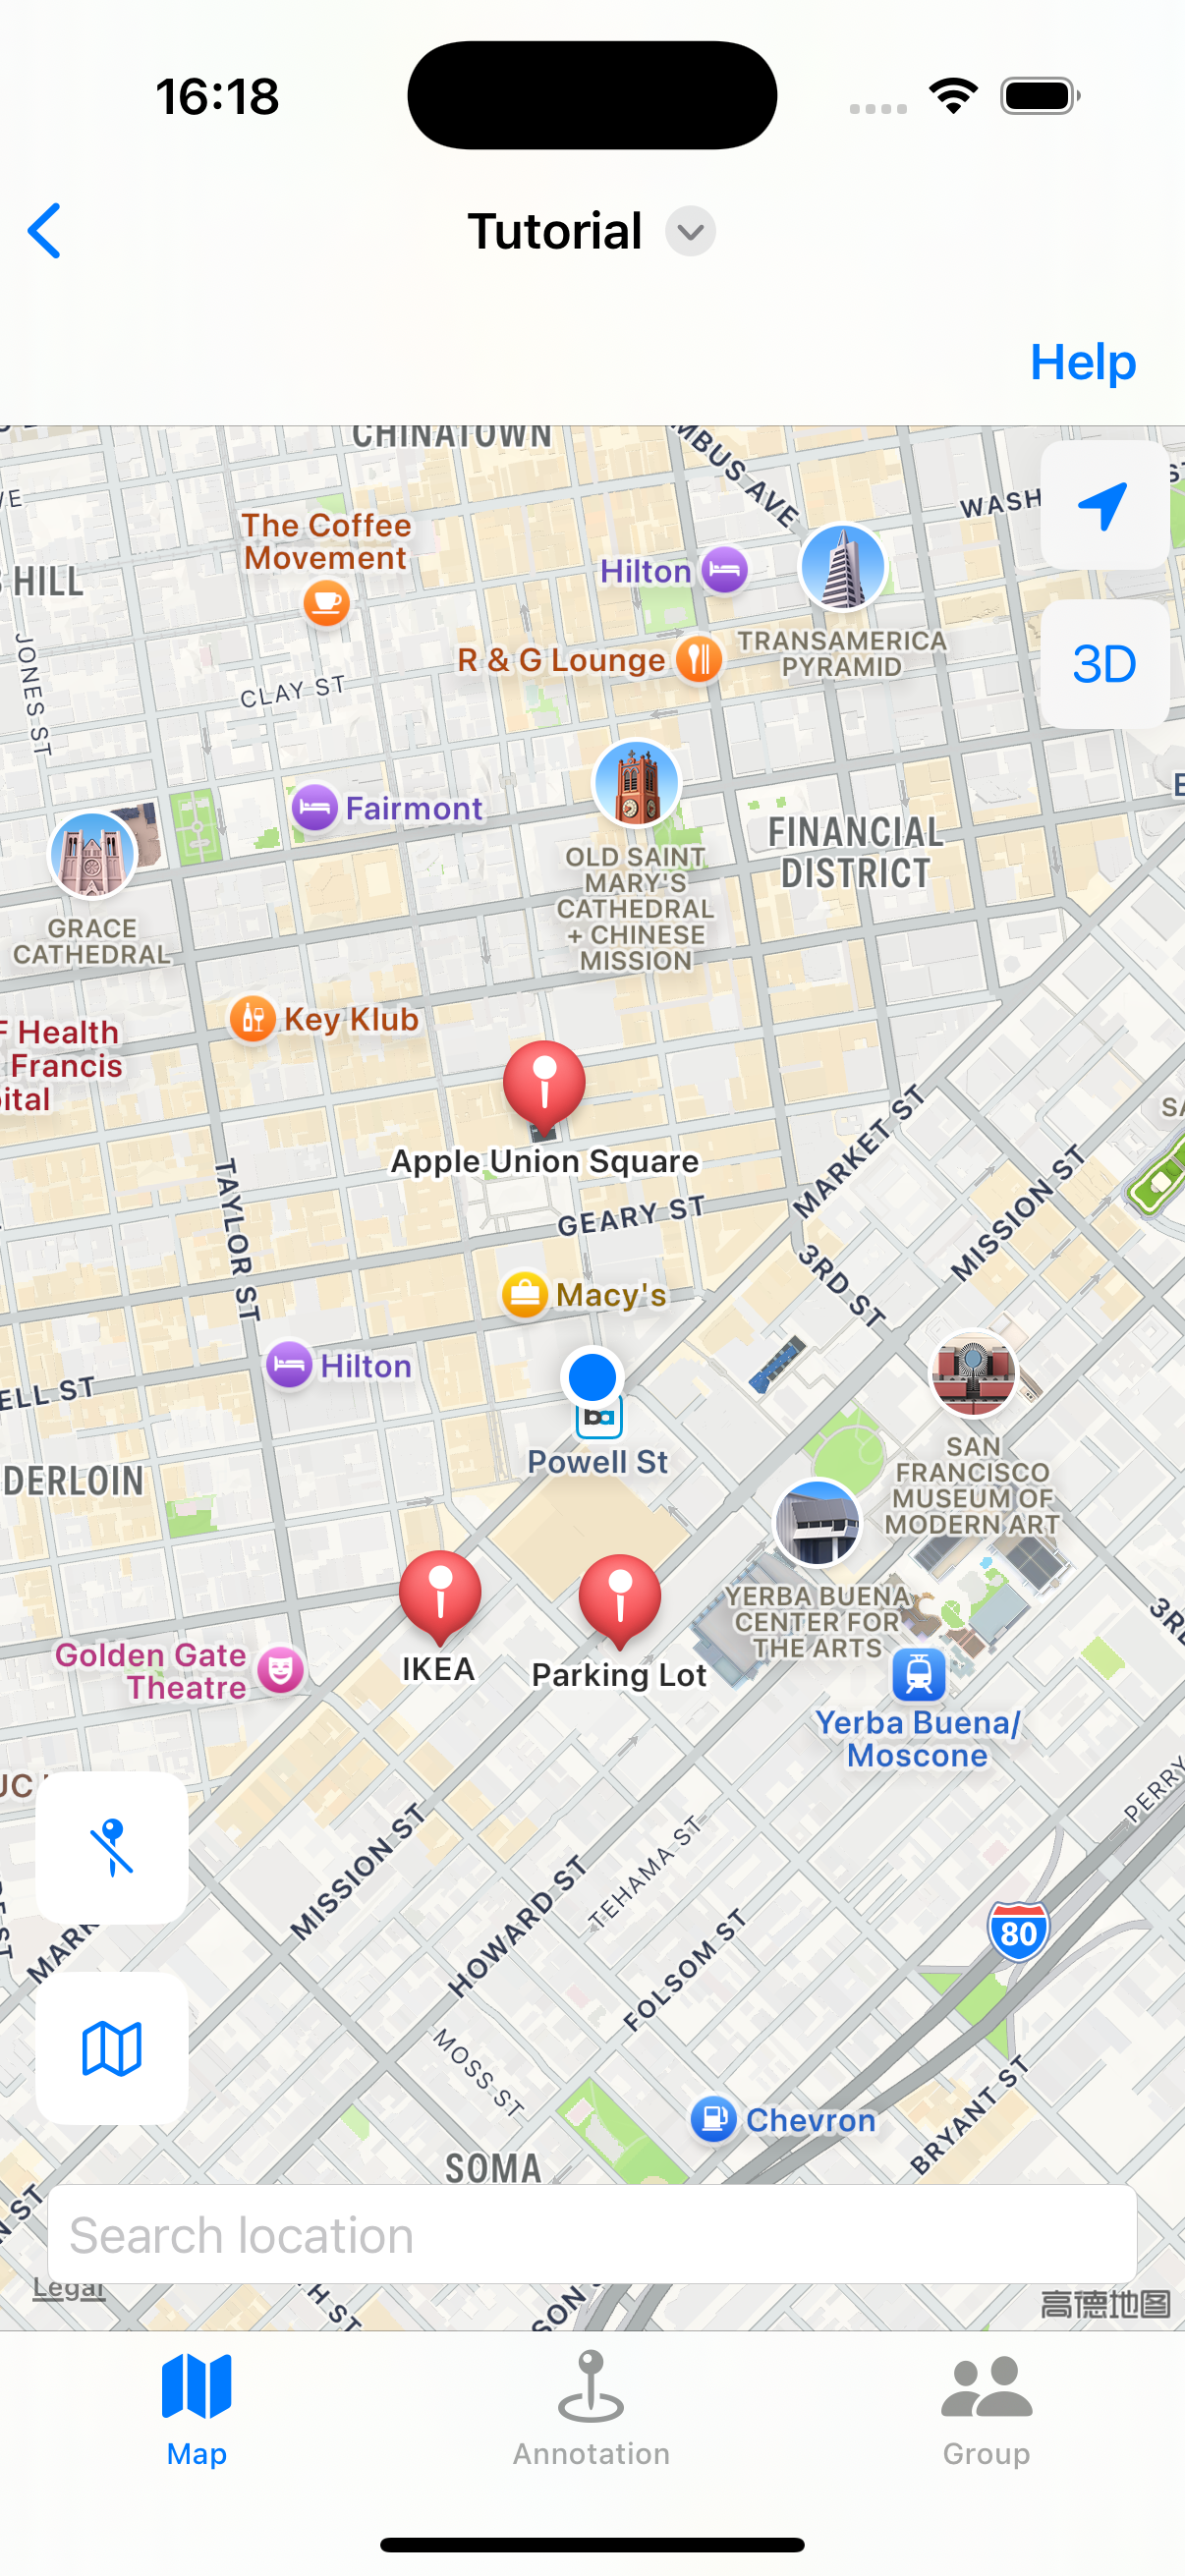 16:18
Tutorial
Help
CHINATOWN
MBUS AVE
WASH
The Coffee
Movement
HILL
Hilton
TRANSAMERICA
PYRAMID
R & G Lounge
3D
JONES ST
CLAY ST
Fairmont
FINANCIAL
DISTRICT
OLD SAINT
MARY'S
CATHEDRAL
+ CHINESE
MISSION
GRACE
CATHEDRAL
Key Klub
F Health
Francis
ital
Apple Union Square
MARKET ST
MISSION ST
TAYLOR ST
GEARY ST
3RD ST
Macy's
Hilton
ELL ST
ba
Powell St
SAN
FRANCISCO
MUSEUM OF
MODERN ART
DERLOIN
YERBA BUENA
CENTER FOR
THE ARTS
IKEA
Parking Lot
Golden Gate
Theatre
Yerba Buena/
Moscone
PERRY
MISSION ST
HOWARD ST
TEHAMA ST
FOLSOM ST
80
MARK
MOSS ST
BRYANT ST
Chevron
SOMA
Search location
Legal
H ST
SON
高德地图
Map
Annotation
Group